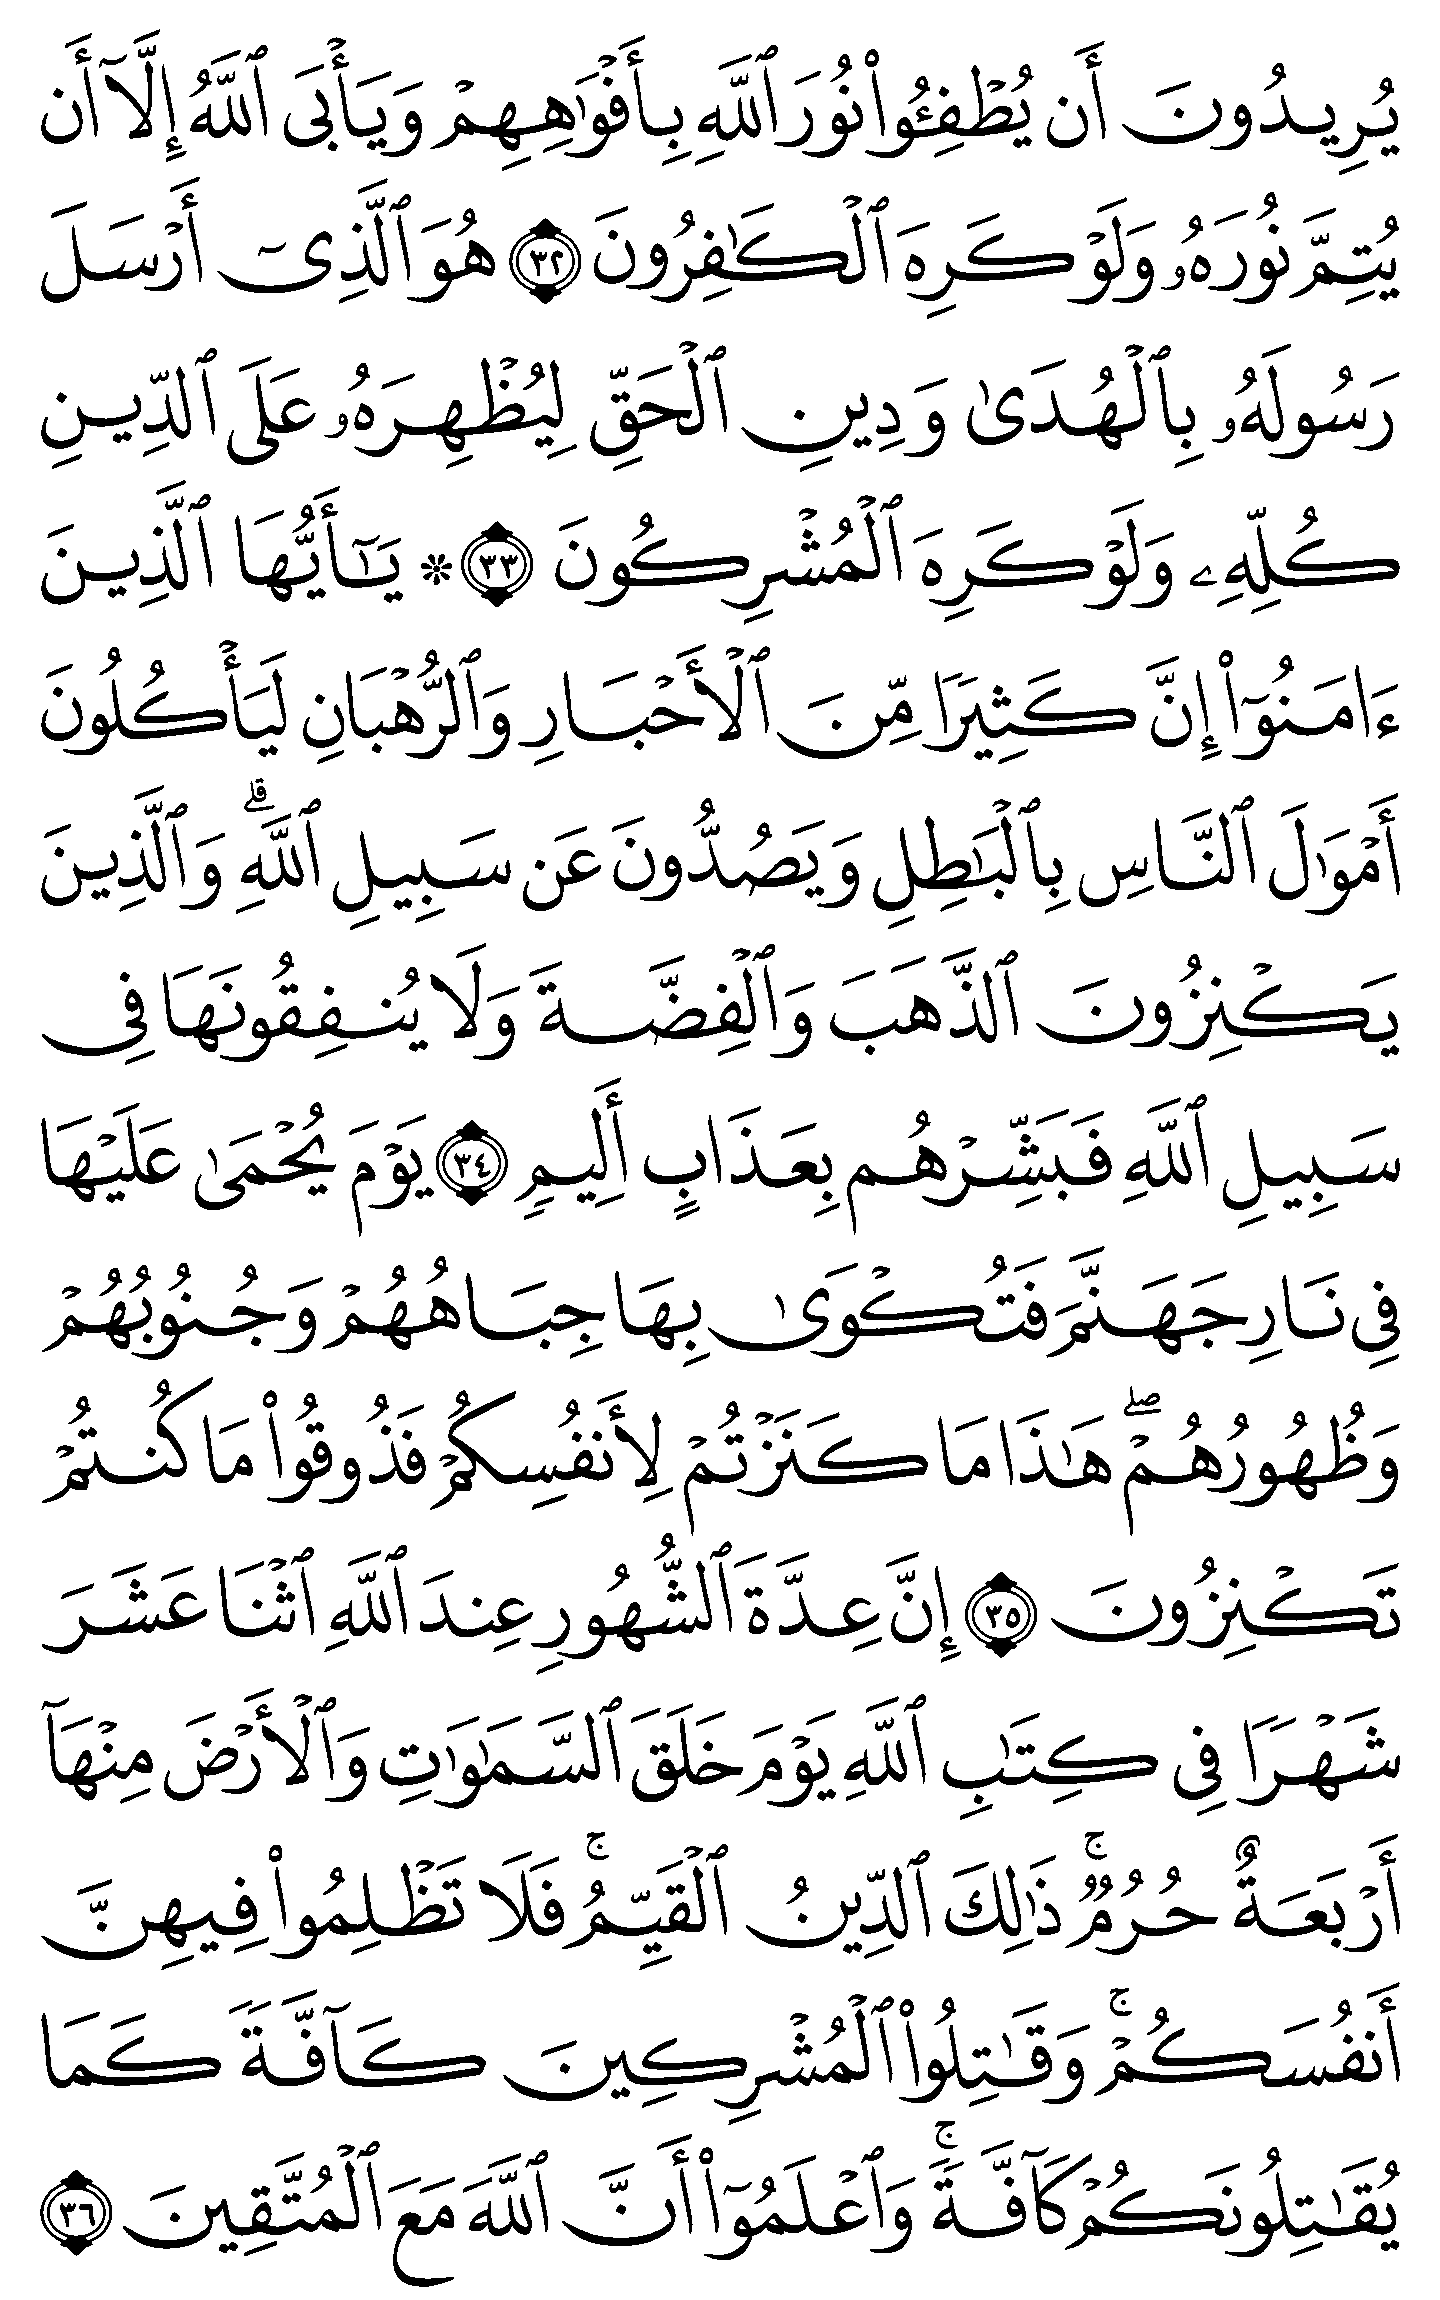 يُرِيدُونَ أَن يُطْفِـُٔوا۟ نُورَ ٱللَّهِ بِأَفْوَٰهِهِمْ وَيَأْبَى ٱللَّهُ إِلَّآ أَن
يُتِمَّ نُورَهُۥ وَلَوْ كَرِهَ ٱلْكَـٰفِرُونَ ٣٢ هُوَ ٱلَّذِىٓ أَرْسَلَ
رَسُولَهُۥ بِٱلْهُدَىٰ وَدِينِ ٱلْحَقِّ لِيُظْهِرَهُۥ عَلَى ٱلدِّينِ
كُلِّهِۦ وَلَوْ كَرِهَ ٱلْمُشْرِكُونَ ٣٣ * يَـٰٓأَيُّهَا ٱلَّذِينَ
ءَامَنُوٓا۟ إِنَّ كَثِيرًا مِّنَ ٱلْأَحْبَارِ وَٱلرُّهْبَانِ لَيَأْكُلُونَ
أَمْوَٰلَ ٱلنَّاسِ بِٱلْبَـٰطِلِ وَيَصُدُّونَ عَن سَبِيلِ ٱللَّهِ ۗ وَٱلَّذِينَ
يَكْنِزُونَ ٱلذَّهَبَ وَٱلْفِضَّةَ وَلَا يُنفِقُونَهَا فِى
سَبِيلِ ٱللَّهِ فَبَشِّرْهُم بِعَذَابٍ أَلِيمٍ ٣٤ يَوْمَ يُحْمَىٰ عَلَيْهَا
فِى نَارِ جَهَنَّمَ فَتُكْوَىٰ بِهَا جِبَاهُهُمْ وَجُنُوبُهُمْ
وَظُهُورُهُمْ ۖ هَـٰذَا مَا كَنَزْتُمْ لِأَنفُسِكُمْ فَذُوقُوا۟ مَا كُنتُمْ
تَكْنِزُونَ ٣٥ إِنَّ عِدَّةَ ٱلشُّهُورِ عِندَ ٱللَّهِ ٱثْنَا عَشَرَ
شَهْرًا فِى كِتَـٰبِ ٱللَّهِ يَوْمَ خَلَقَ ٱلسَّمَـٰوَٰتِ وَٱلْأَرْضَ مِنْهَآ
أَرْبَعَةٌ حُرُمٌ ۚ ذَٰلِكَ ٱلدِّينُ ٱلْقَيِّمُ ۚ فَلَا تَظْلِمُوا۟ فِيهِنَّ
أَنفُسَكُمْ ۚ وَقَـٰتِلُوا۟ ٱلْمُشْرِكِينَ كَآفَّةً كَمَا
يُقَـٰتِلُونَكُمْ كَآفَّةً ۚ وَٱعْلَمُوٓا۟ أَنَّ ٱللَّهَ مَعَ ٱلْمُتَّقِينَ ٣٦